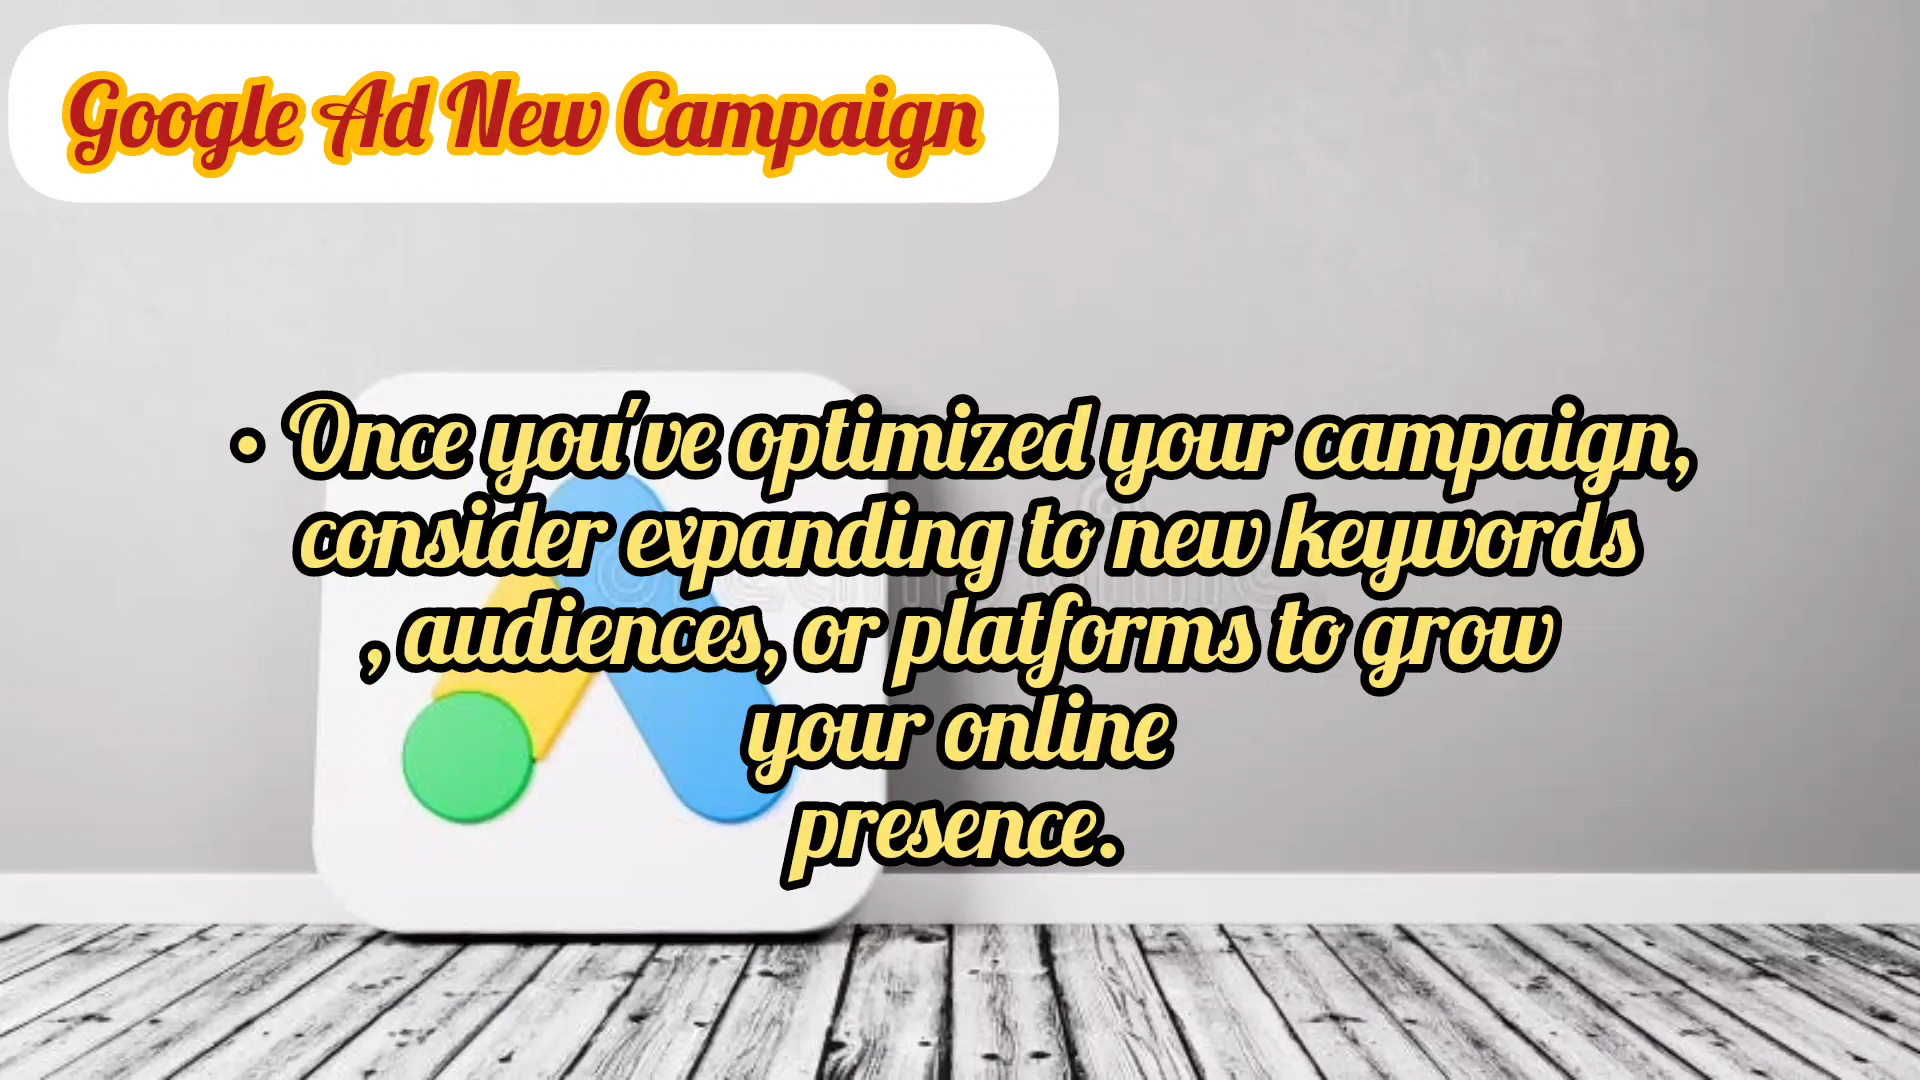 Google Ad New Campaign
• Once you've optimized your campaign,
consider expanding to new keywords
, audiences, or platforms to grow
your online
presence.